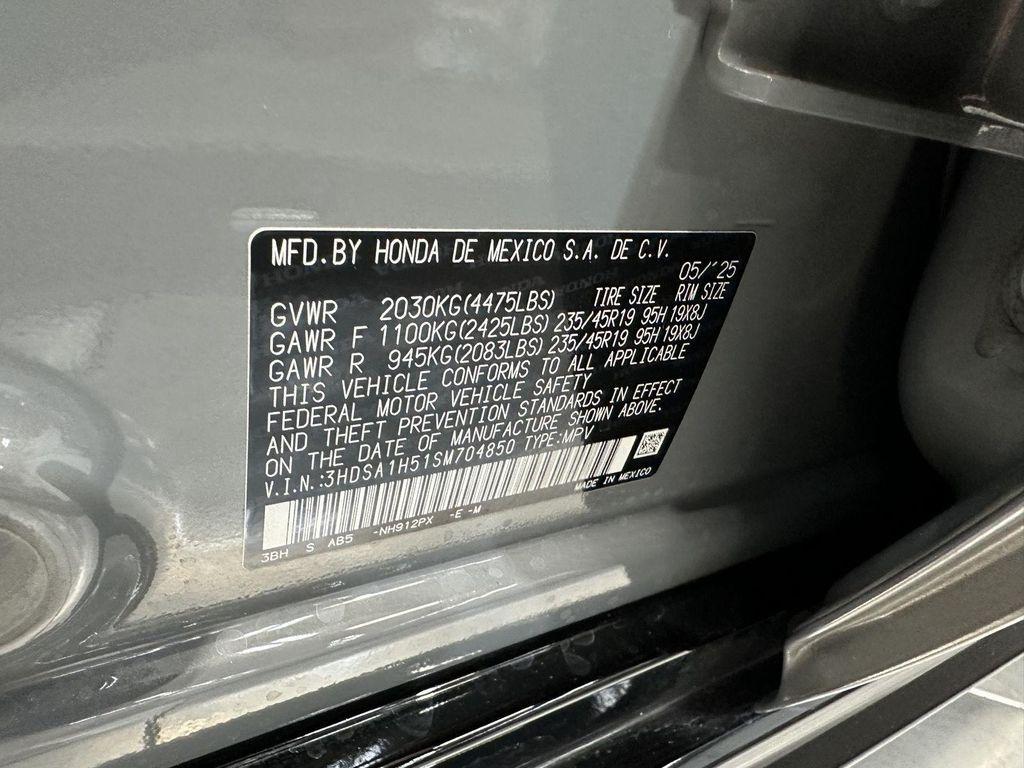 MFD.BY HONDA DE MEXICO S.A. DE C.V.
05/'25
GVWR 2030KG(4475LBS) TIRE SIZE RIM SIZE
GAWR F 1100KG(2425LBS) 235/45R19 95H 19X8J
GAWR R 945KG(2083LBS) 235/45R19 95H 19X8J
THIS VEHICLE CONFORMS TO ALL APPLICABLE
FEDERAL MOTOR VEHICLE SAFETY
AND THEFT PREVENTION STANDARDS IN EFFECT
ON THE DATE OF MANUFACTURE SHOWN ABOVE.
V.I.N.:3HDSA1H51SM704850 TYPE:MPV
MADE IN MEXICO
3BH S AB5 -NH912PX -E -M